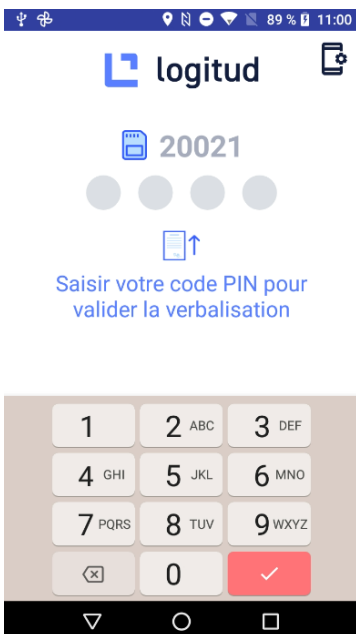 89 % 11:00
logitud
20021
Saisir votre code PIN pour
valider la verbalisation
1 2 ABC 3 DEF
4 GHI 5 JKL 6 MNO
7 PQRS 8 TUV 9 WXYZ
0